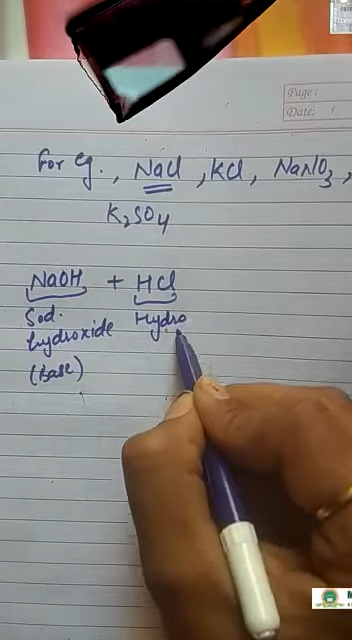 Page:
Date:
For eg., NaCl, KCl, NaNO3,
K2SO4
NaOH + HCl
Sod. Hydro
hydroxide
(Base)